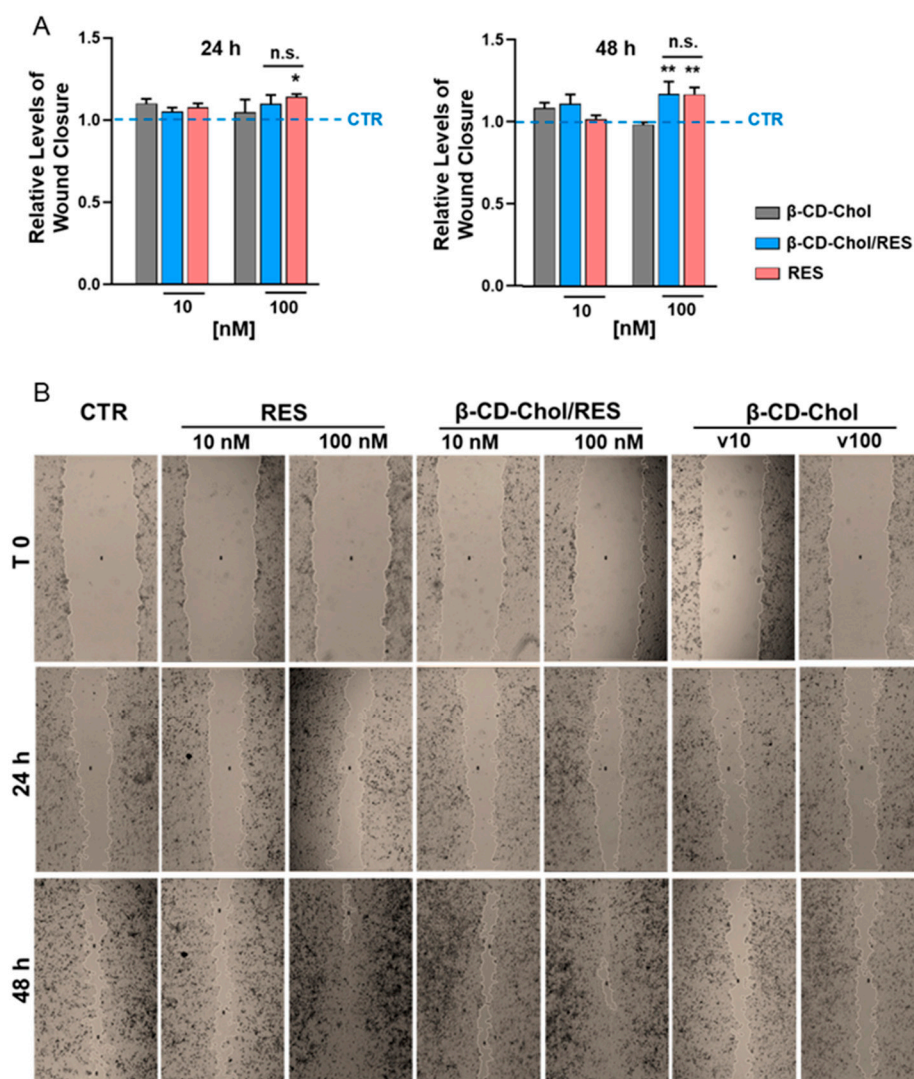 A
24 h
n.s.
*
CTR
Relative Levels of
Wound Closure
1.5
1.0
0.5
0.0
10
100
[nM]
48 h
n.s.
** **
CTR
Relative Levels of
Wound Closure
1.5
1.0
0.5
0.0
10
100
[nM]
β-CD-Chol
β-CD-Chol/RES
RES
B
CTR
RES
β-CD-Chol/RES
β-CD-Chol
10 nM
100 nM
10 nM
100 nM
v10
v100
T 0
24 h
48 h